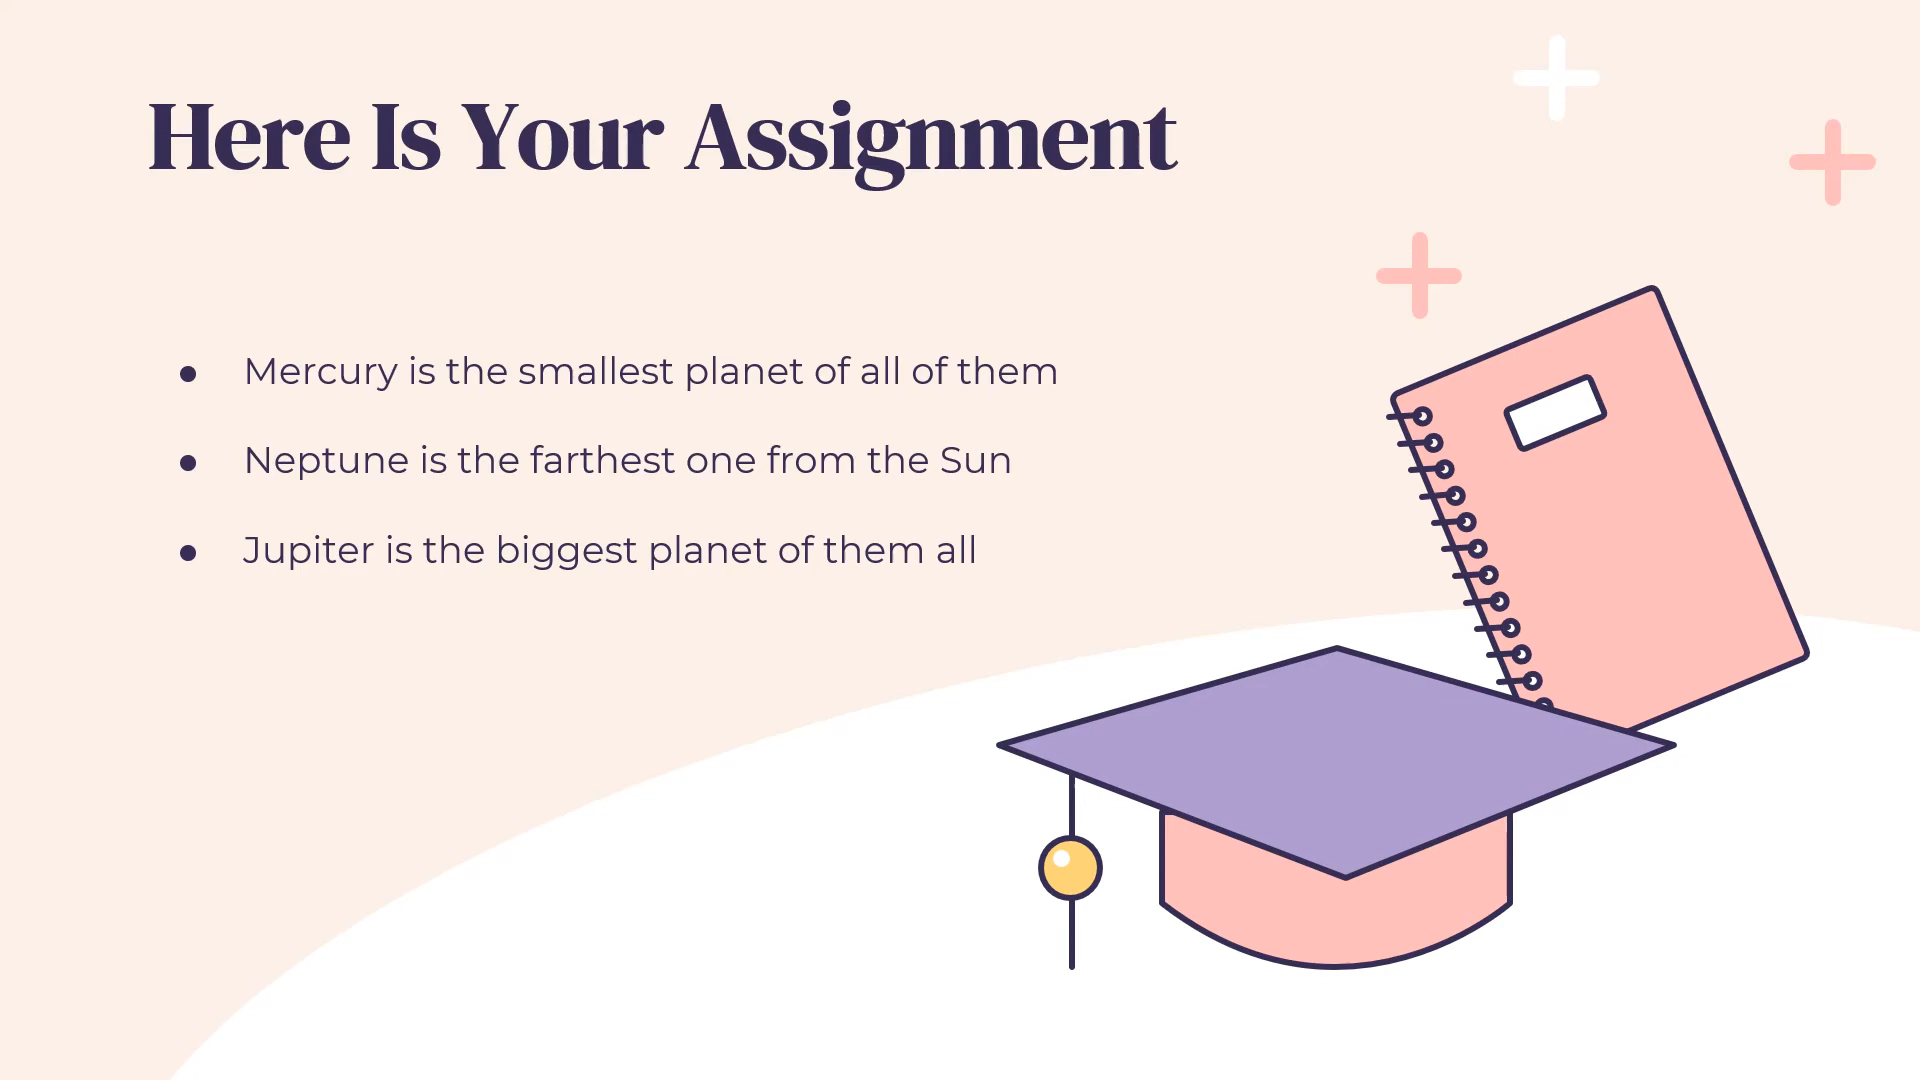 Here Is Your Assignment
● Mercury is the smallest planet of all of them
● Neptune is the farthest one from the Sun
● Jupiter is the biggest planet of them all